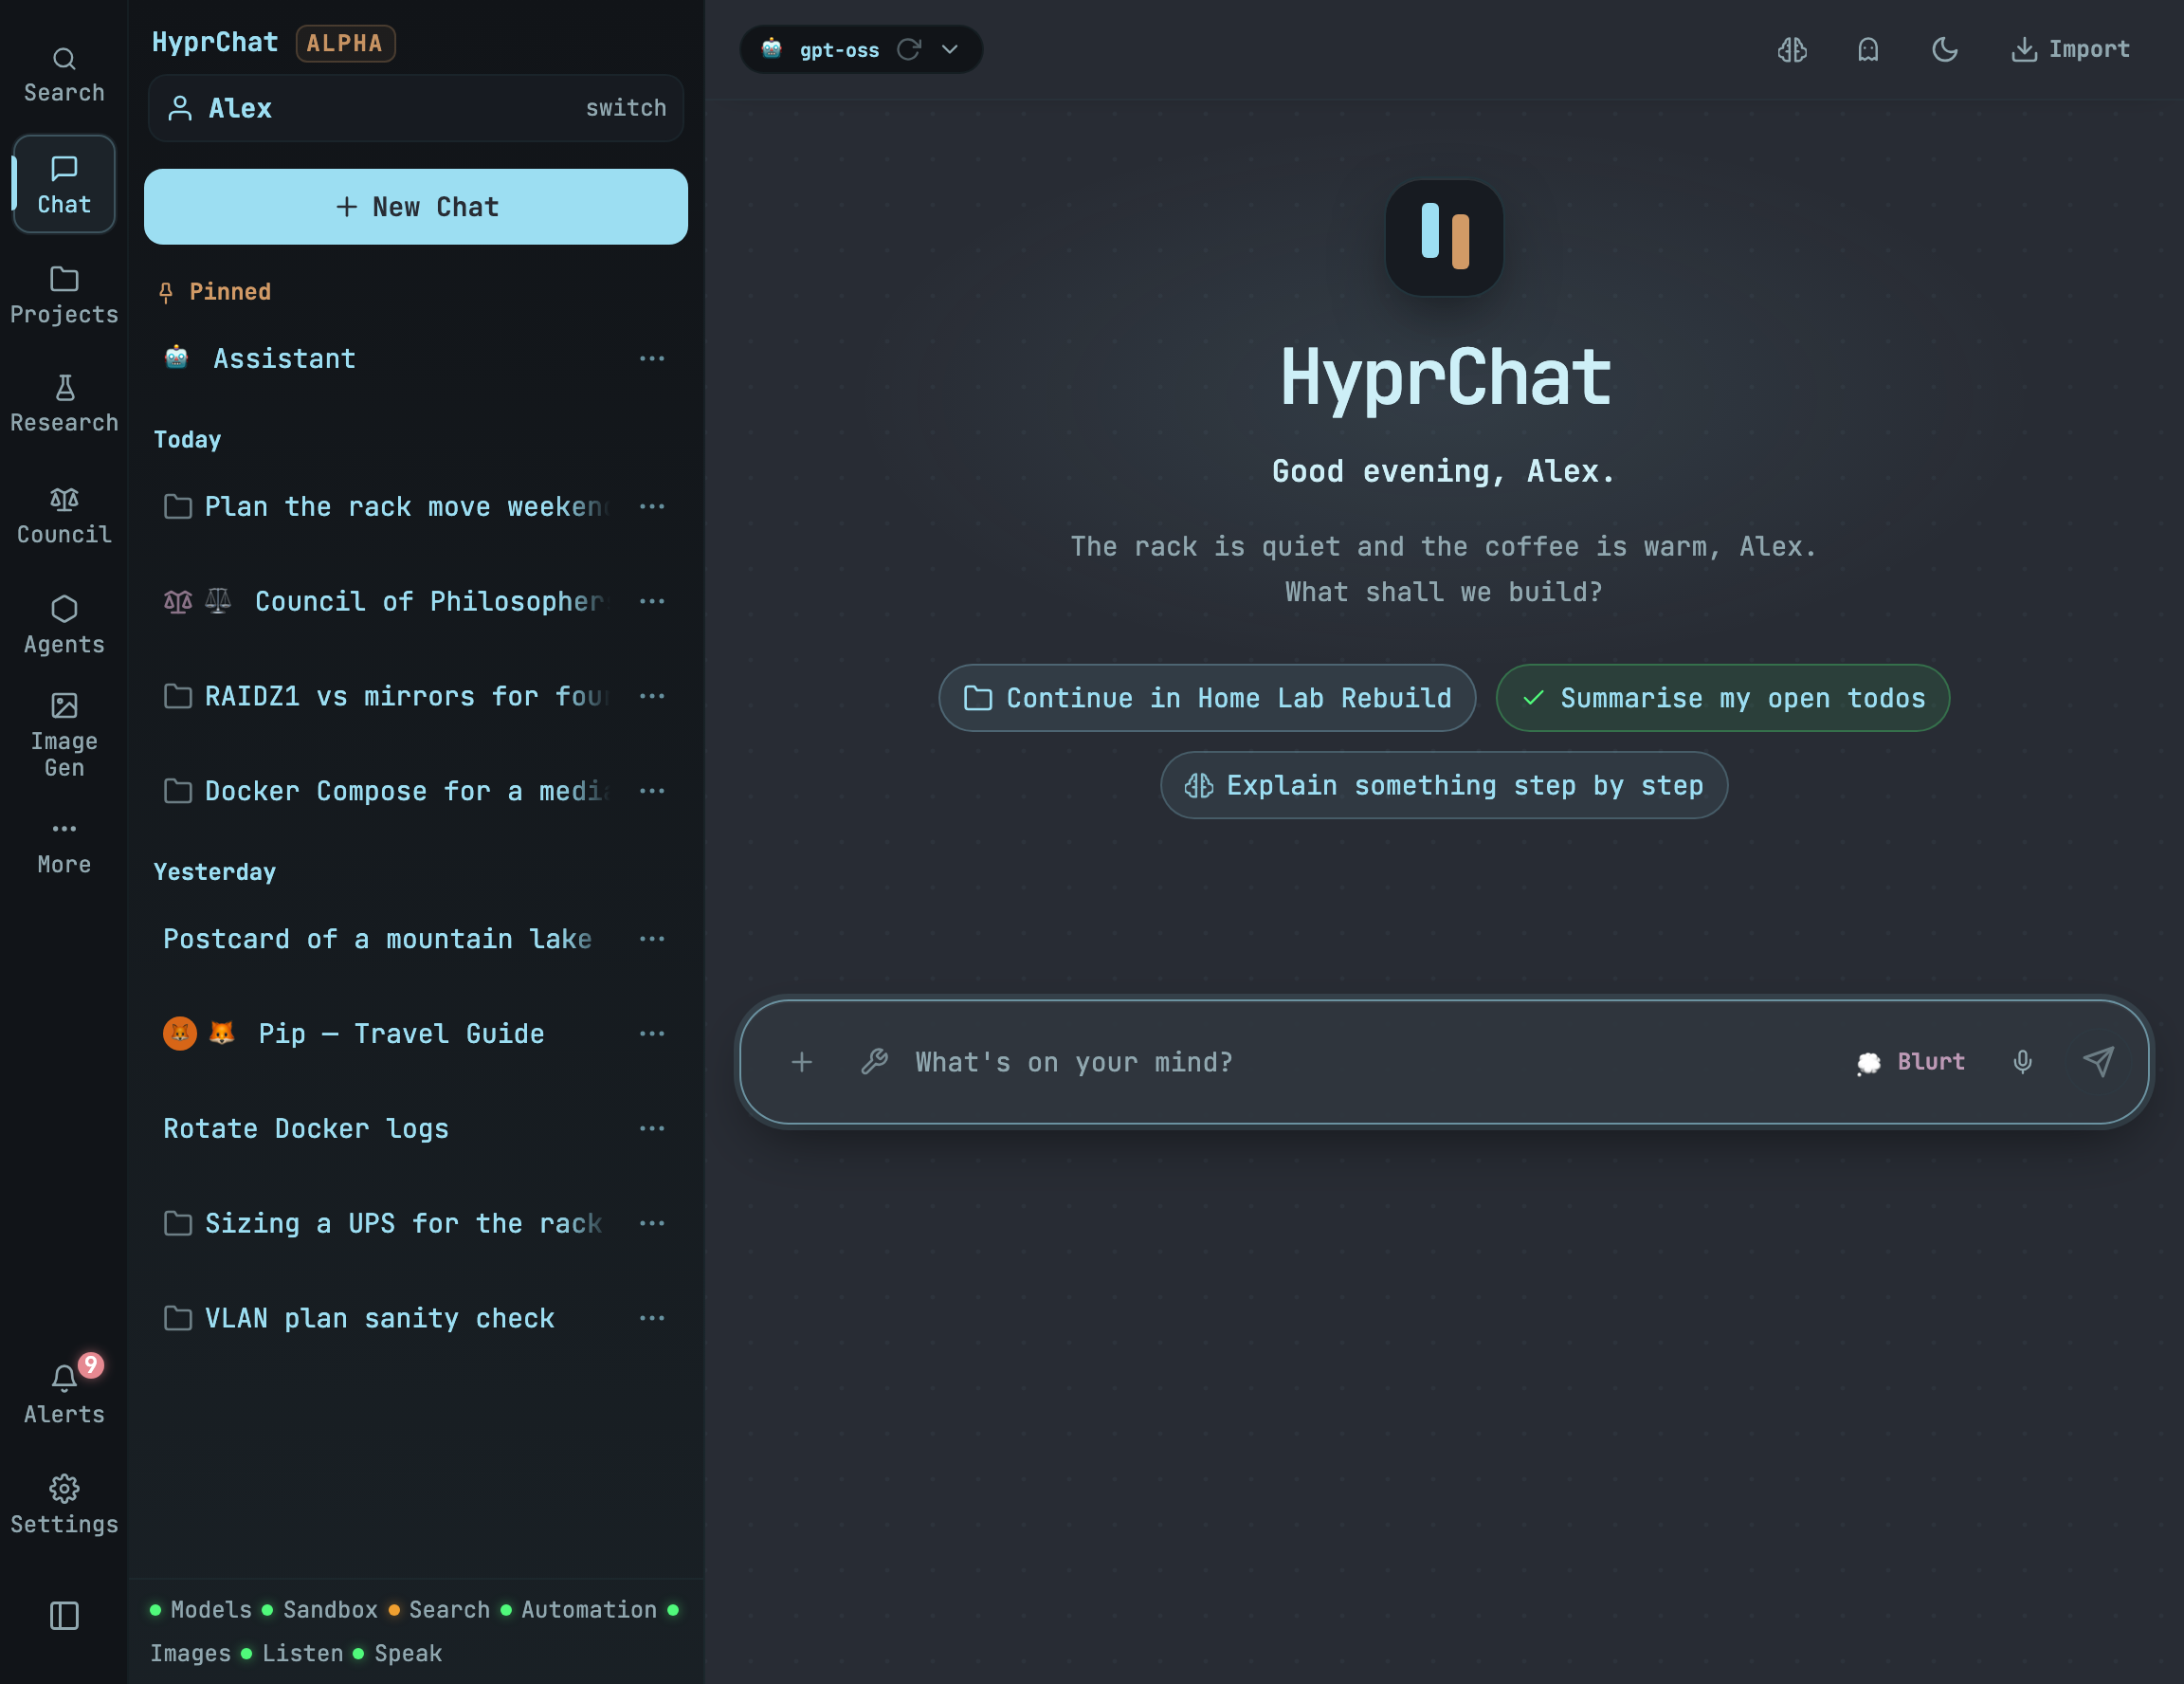 Search
Chat
Projects
Research
Council
Agents
Image
Gen
More
9
Alerts
Settings
HyprChat ALPHA
Alex switch
+ New Chat
Pinned
Assistant
Today
Plan the rack move weekend
Council of Philosophers
RAIDZ1 vs mirrors for four
Docker Compose for a media
Yesterday
Postcard of a mountain lake
Pip — Travel Guide
Rotate Docker logs
Sizing a UPS for the rack
VLAN plan sanity check
Models Sandbox Search Automation
Images Listen Speak
gpt-oss
Import
HyprChat
Good evening, Alex.
The rack is quiet and the coffee is warm, Alex.
What shall we build?
Continue in Home Lab Rebuild
Summarise my open todos
Explain something step by step
What's on your mind?
Blurt